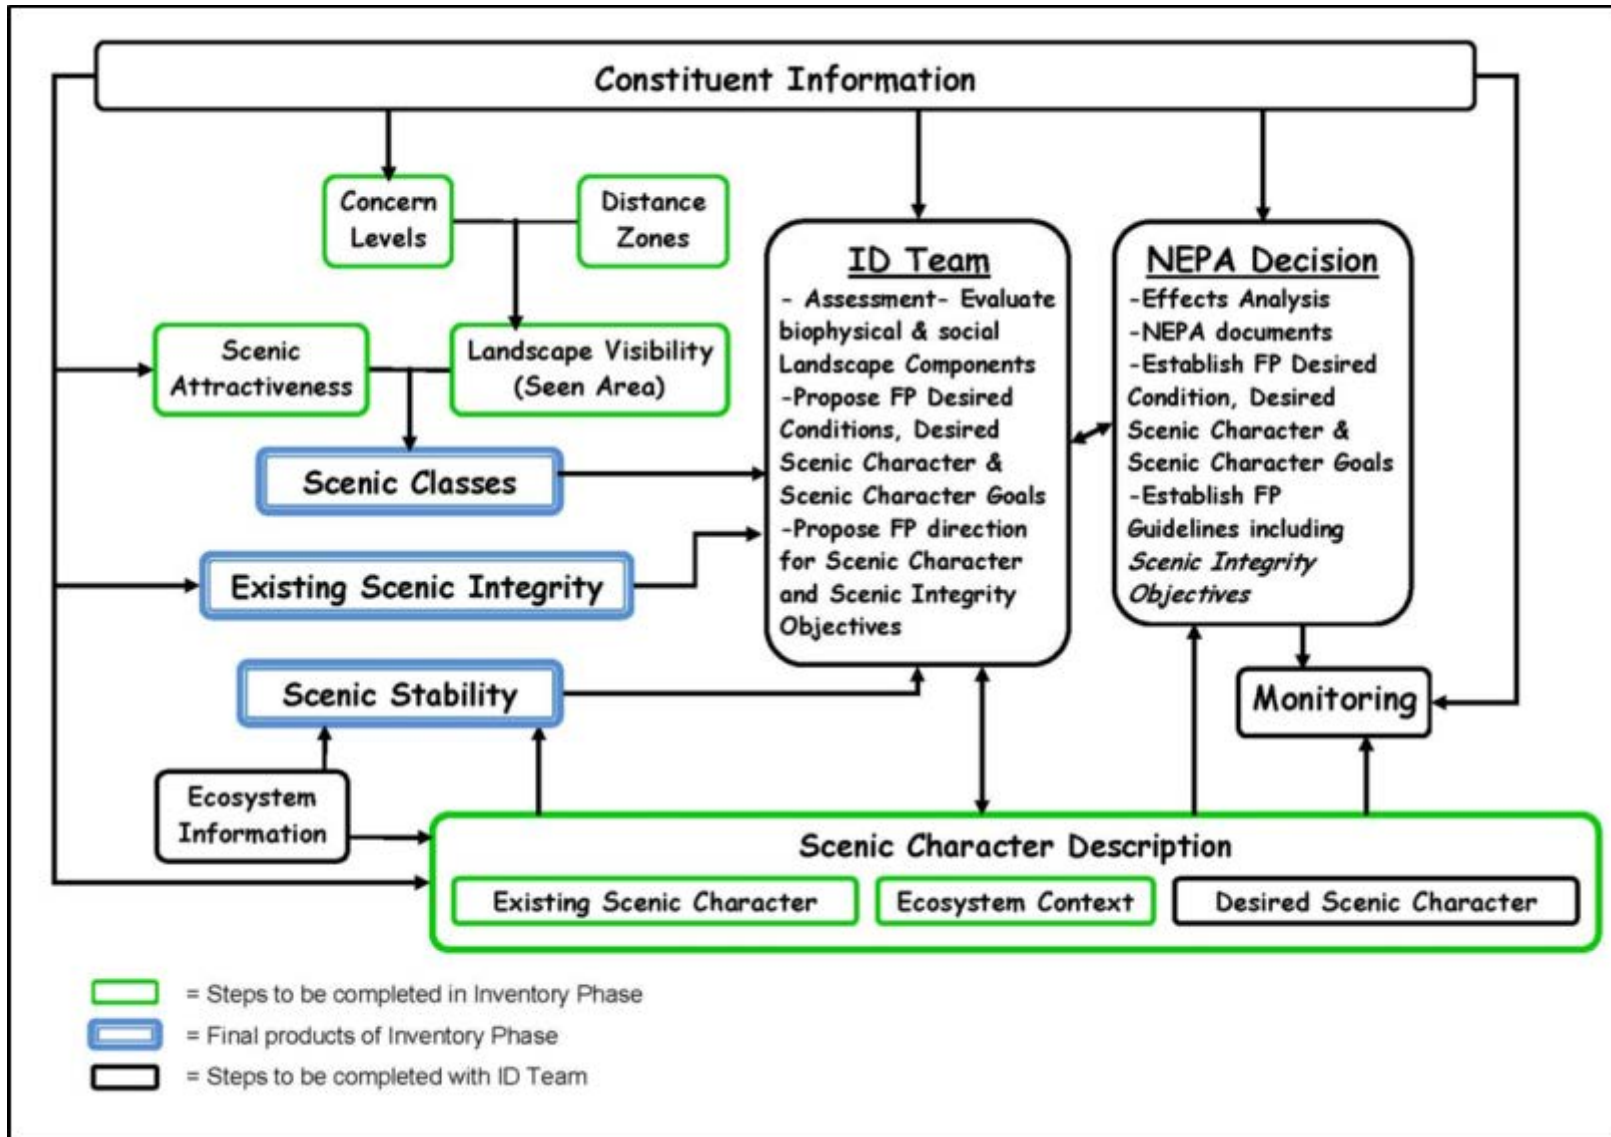 Constituent Information
Concern
Levels
Distance
Zones
Scenic
Attractiveness
Landscape Visibility
(Seen Area)
Scenic Classes
Existing Scenic Integrity
Scenic Stability
Ecosystem
Information
ID Team
- Assessment- Evaluate
biophysical & social
Landscape Components
-Propose FP Desired
Conditions, Desired
Scenic Character &
Scenic Character Goals
-Propose FP direction
for Scenic Character
and Scenic Integrity
Objectives
NEPA Decision
-Effects Analysis
-NEPA documents
-Establish FP Desired
Condition, Desired
Scenic Character &
Scenic Character Goals
-Establish FP
Guidelines including
Scenic Integrity
Objectives
Monitoring
Scenic Character Description
Existing Scenic Character
Ecosystem Context
Desired Scenic Character
= Steps to be completed in Inventory Phase
= Final products of Inventory Phase
= Steps to be completed with ID Team